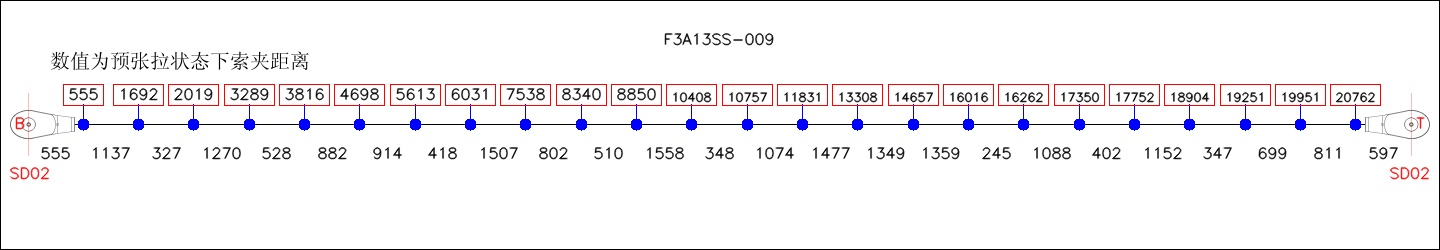 F3A13SS-009
数值为预张拉状态下索夹距离
555 1692 2019 3289 3816 4698 5613 6031 7538 8340 8850 10408 10757 11831 13308 14657 16016 16262 17350 17752 18904 19251 19951 20762
B T
555 1137 327 1270 528 882 914 418 1507 802 510 1558 348 1074 1477 1349 1359 245 1088 402 1152 347 699 811 597
SD02 SD02